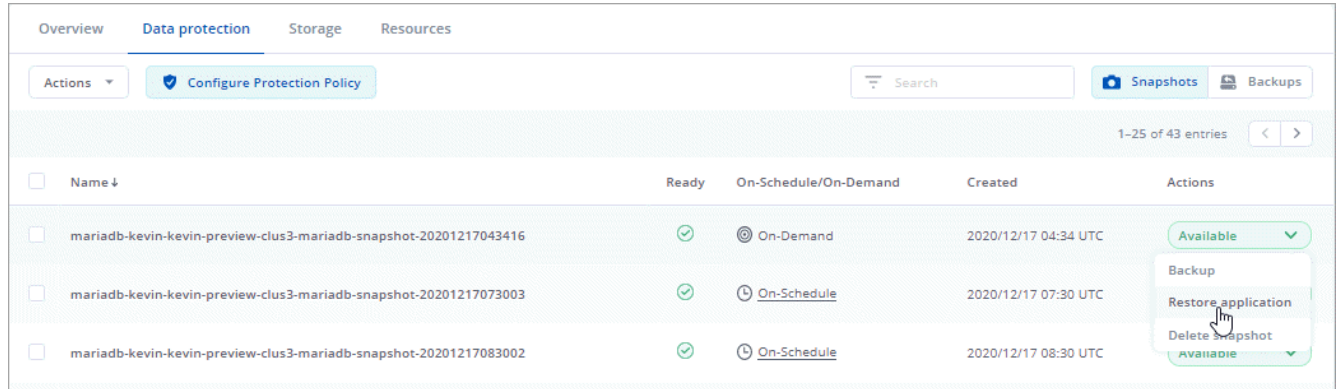 Overview Data protection Storage Resources
Actions Configure Protection Policy Search Snapshots Backups
1–25 of 43 entries
Name↓ Ready On-Schedule/On-Demand Created Actions
mariadb-kevin-kevin-preview-clus3-mariadb-snapshot-20201217043416 On-Demand 2020/12/17 04:34 UTC Available
Backup
mariadb-kevin-kevin-preview-clus3-mariadb-snapshot-20201217073003 On-Schedule 2020/12/17 07:30 UTC
Restore application
Delete snapshot
mariadb-kevin-kevin-preview-clus3-mariadb-snapshot-20201217083002 On-Schedule 2020/12/17 08:30 UTC Available